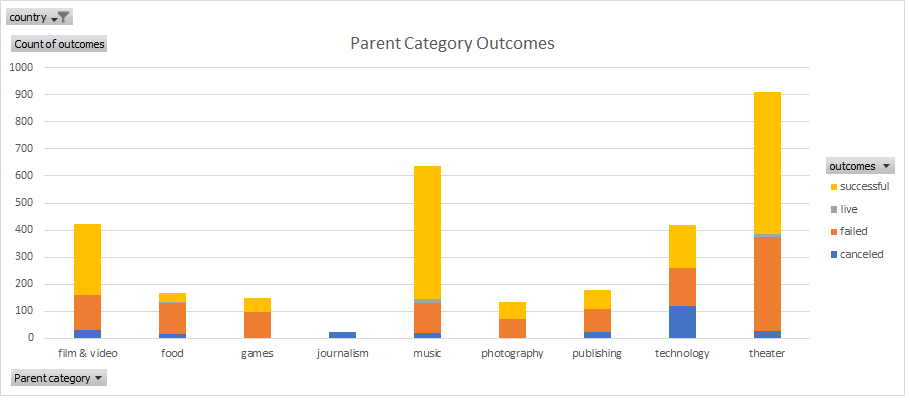 country
Count of outcomes
Parent Category Outcomes
1000
900
800
700
600
500
400
300
200
100
0
film & video food games journalism music photography publishing technology theater
outcomes
successful
live
failed
canceled
Parent category